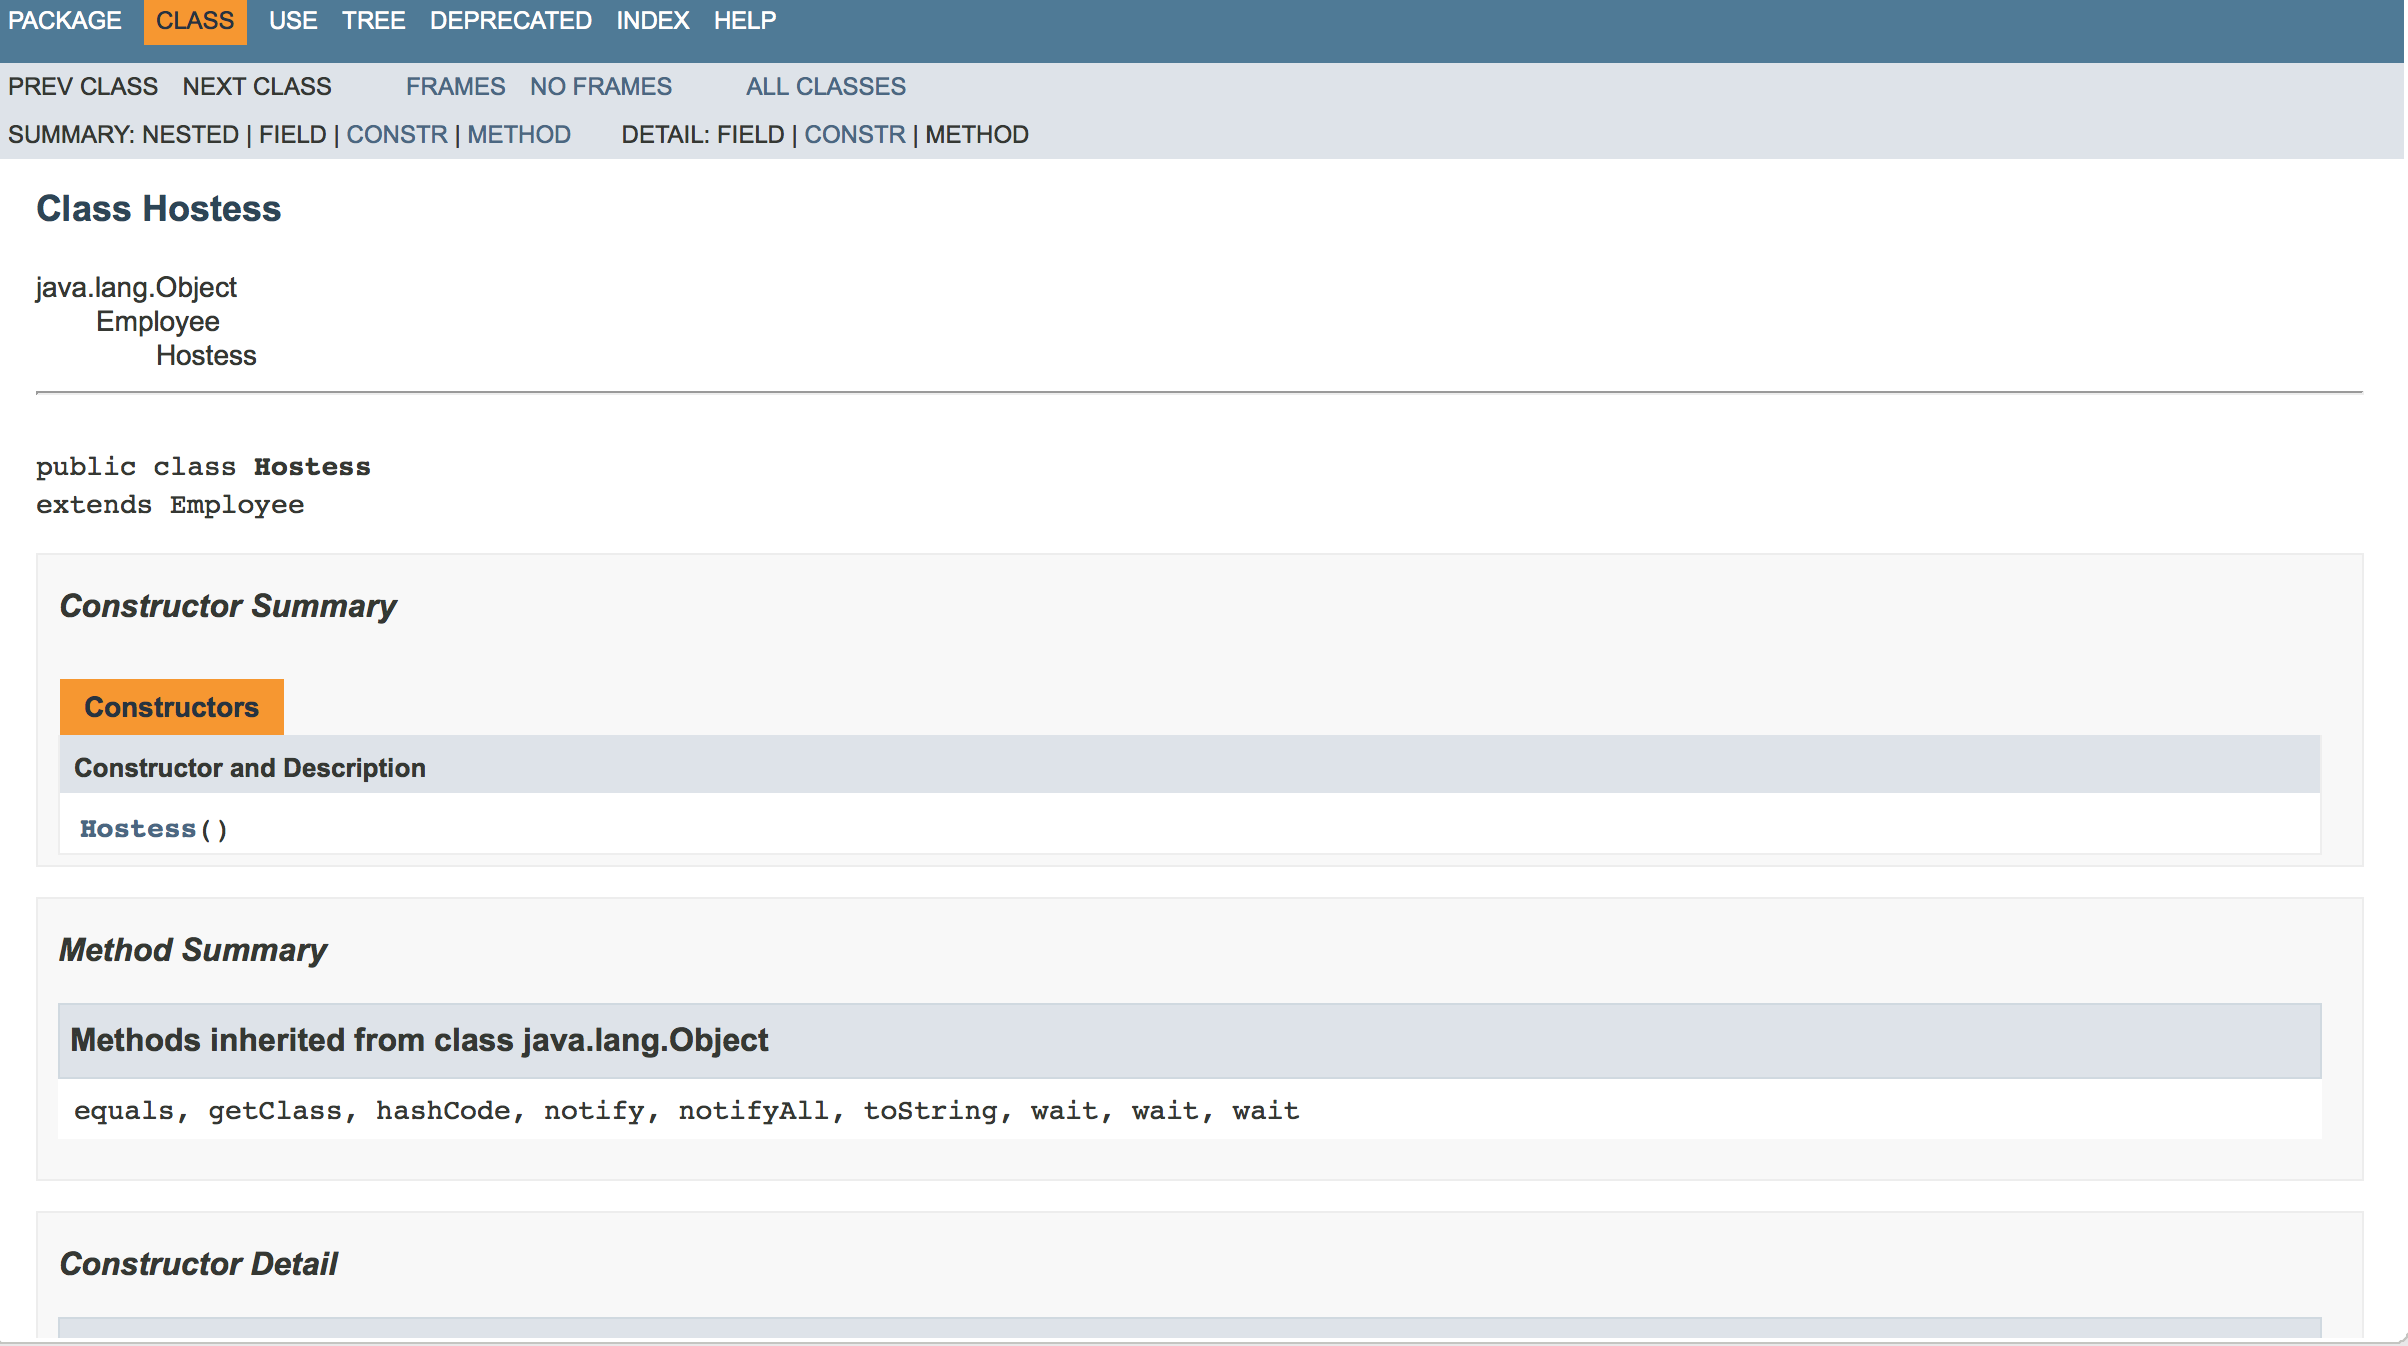 PACKAGE CLASS USE TREE DEPRECATED INDEX HELP
PREV CLASS NEXT CLASS FRAMES NO FRAMES ALL CLASSES
SUMMARY: NESTED | FIELD | CONSTR | METHOD DETAIL: FIELD | CONSTR | METHOD
Class Hostess
java.lang.Object
Employee
Hostess
public class Hostess
extends Employee
Constructor Summary
Constructors
Constructor and Description
Hostess()
Method Summary
Methods inherited from class java.lang.Object
equals, getClass, hashCode, notify, notifyAll, toString, wait, wait, wait
Constructor Detail